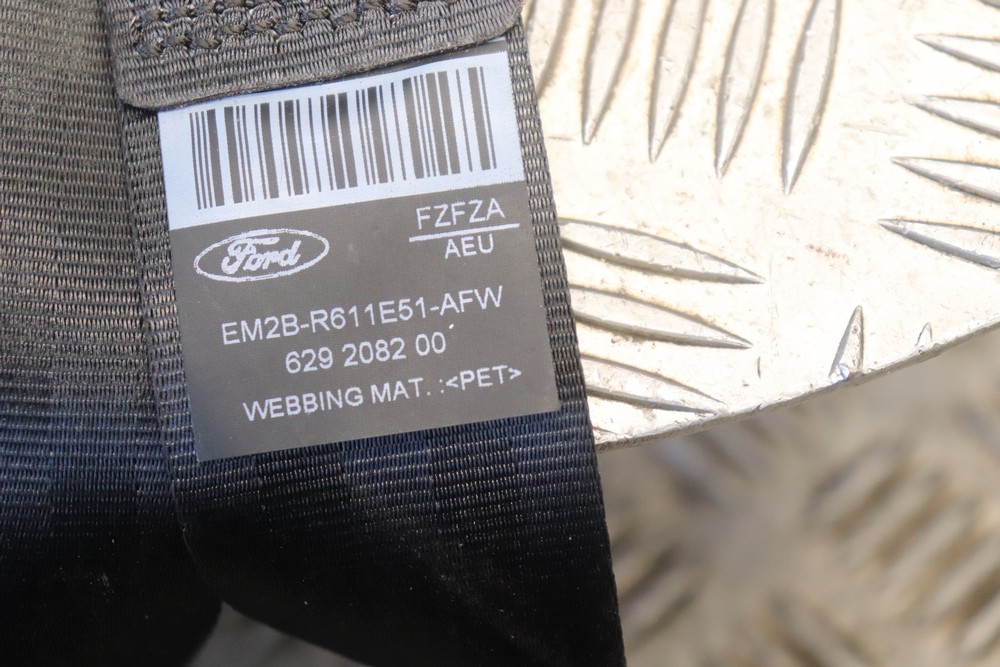 FZFZA
AEU
Ford
EM2B-R611E51-AFW
629 2082 00
WEBBING MAT. :<PET>